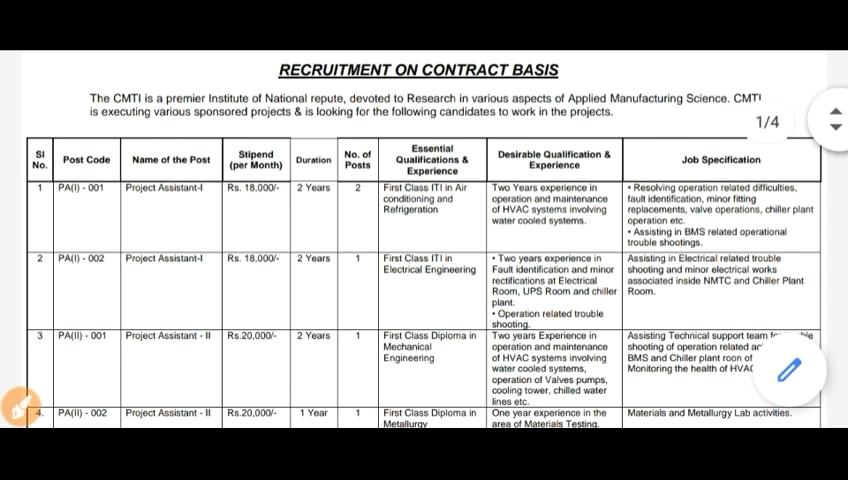 RECRUITMENT ON CONTRACT BASIS
The CMTI is a premier Institute of National repute, devoted to Research in various aspects of Applied Manufacturing Science. CMTI
is executing various sponsored projects & is looking for the following candidates to work in the projects.
1/4
Sl No. Post Code Name of the Post Stipend (per Month) Duration No. of Posts Essential Qualifications & Experience Desirable Qualification & Experience Job Specification
1 PA(I) - 001 Project Assistant-I Rs. 18,000/- 2 Years 2 First Class ITI in Air Two Years experience in • Resolving operation related difficulties,
conditioning and operation and maintenance fault identification, minor fitting
Refrigeration of HVAC systems involving replacements, valve operations, chiller plant
water cooled systems. operation etc.
• Assisting in BMS related operational
trouble shootings.
2 PA(I) - 002 Project Assistant-I Rs. 18,000/- 2 Years 1 First Class ITI in • Two years experience in Assisting in Electrical related trouble
Electrical Engineering Fault identification and minor shooting and minor electrical works
rectifications at Electrical associated inside NMTC and Chiller Plant
Room, UPS Room and chiller Room.
plant.
• Operation related trouble
shooting.
3 PA(II) - 001 Project Assistant - II Rs.20,000/- 2 Years 1 First Class Diploma in Two years Experience in Assisting Technical support team
Mechanical operation and maintenance shooting of operation related
Engineering of HVAC systems involving BMS and Chiller plant roon of
water cooled systems, Monitoring the health of HVAC
operation of Valves pumps,
cooling tower, chilled water
lines etc.
4. PA(II) - 002 Project Assistant - II Rs.20,000/- 1 Year 1 First Class Diploma in One year experience in the Materials and Metallurgy Lab activities.
Metallurgy area of Materials Testing.